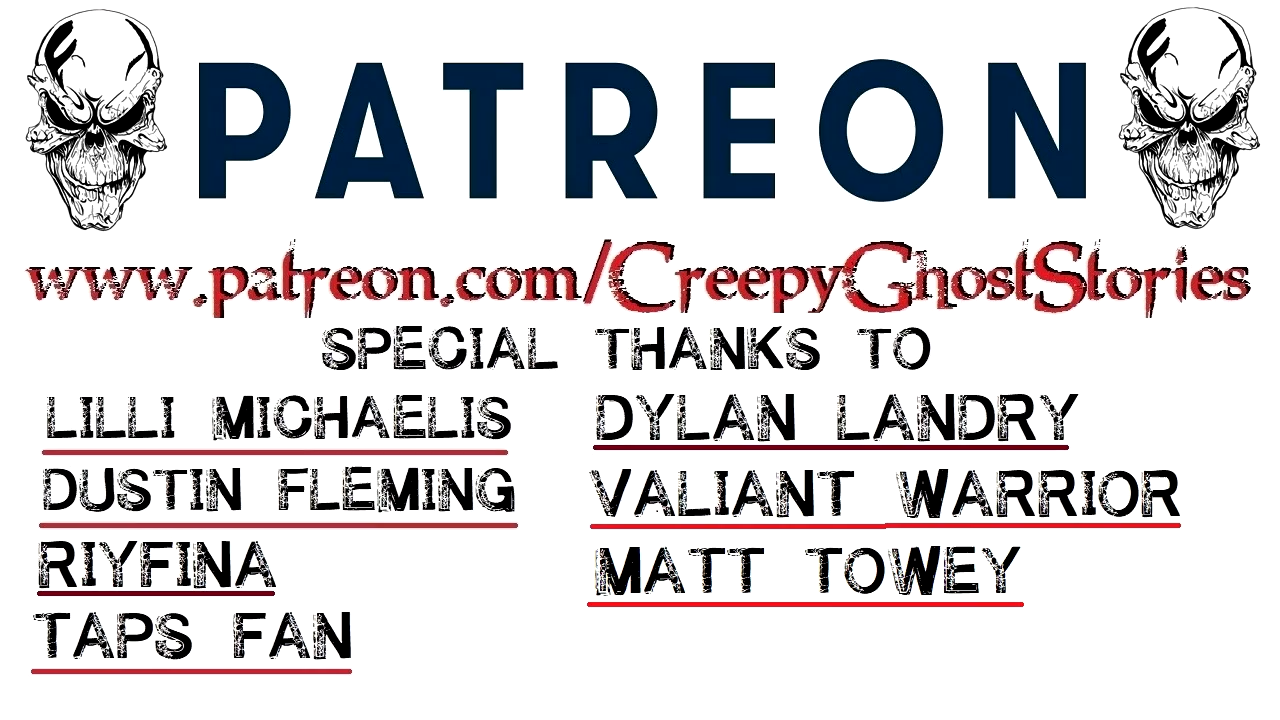 PATREON
www.patreon.com/CreepyGhostStories
SPECIAL THANKS TO
LILLI MICHAELIS
DUSTIN FLEMING
RIYFINA
TAPS FAN
DYLAN LANDRY
VALIANT WARRIOR
MATT TOWEY